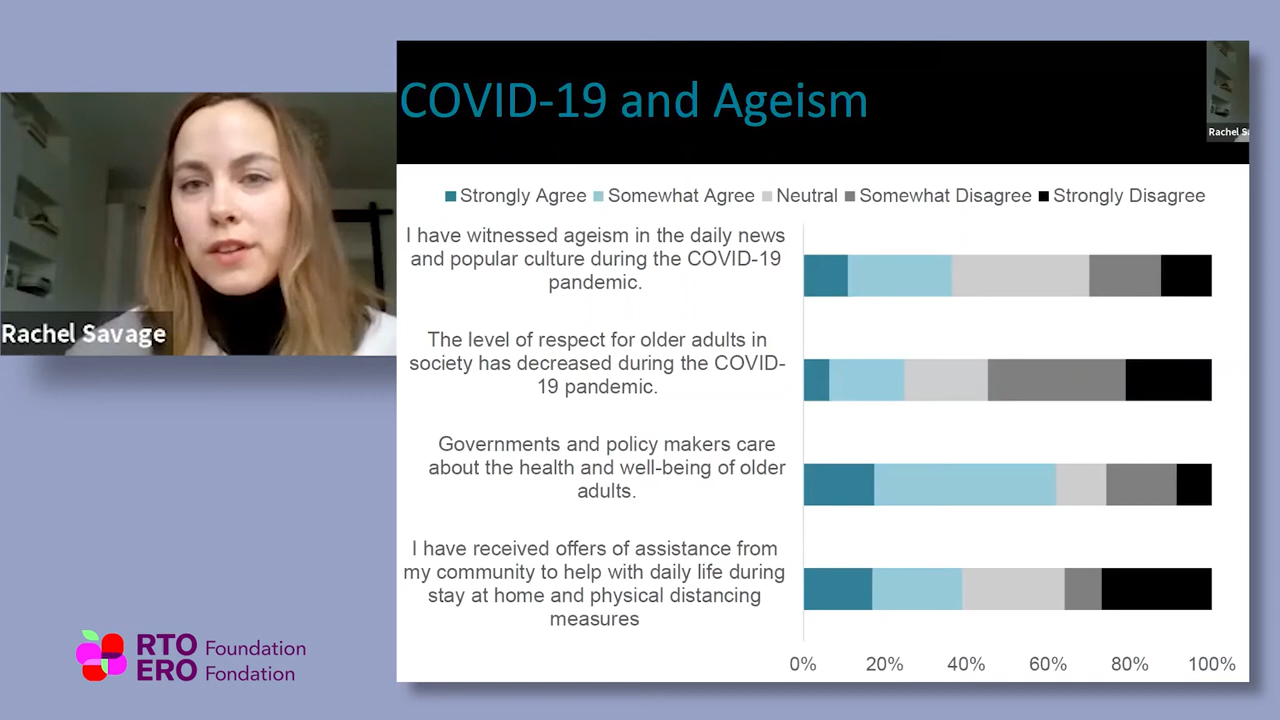 COVID-19 and Ageism
Rachel S
Strongly Agree Somewhat Agree Neutral Somewhat Disagree Strongly Disagree
I have witnessed ageism in the daily news
and popular culture during the COVID-19
pandemic.
The level of respect for older adults in
society has decreased during the COVID-
19 pandemic.
Governments and policy makers care
about the health and well-being of older
adults.
I have received offers of assistance from
my community to help with daily life during
stay at home and physical distancing
measures
0% 20% 40% 60% 80% 100%
Rachel Savage
RTO Foundation
ERO Fondation